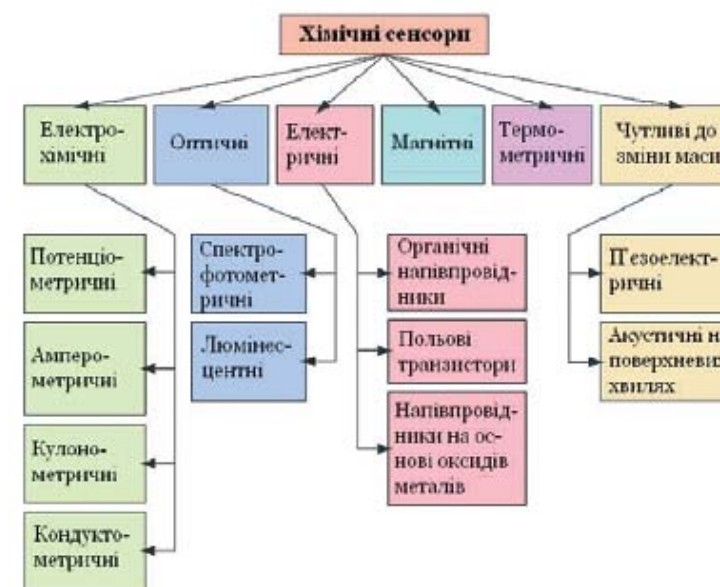 Хімічні сенсори
Електро-
хімічні
Оптичні
Елект-
ричні
Магнітні
Термо-
метричні
Чутливі до
зміни маси
Потенціо-
метричні
Амперо-
метричні
Кулоно-
метричні
Кондукто-
метричні
Спектро-
фотомет-
ричні
Люмінес-
центні
Органічні
напівпровід-
ники
Польові
транзистори
Напівпровід-
ники на ос-
нові оксидів
металів
П'єзоелект-
ричні
Акустичні н
поверхневих
хвилях